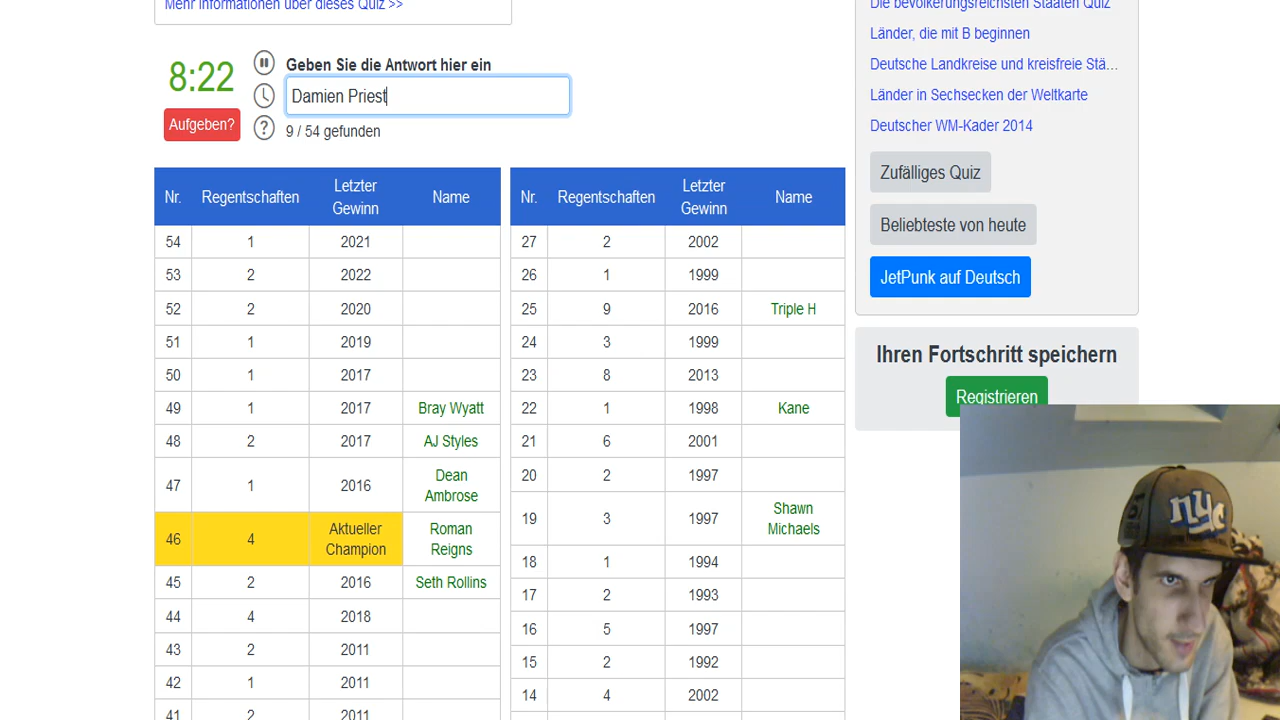 Mehr Informationen über dieses Quiz >>
8:22
Aufgeben?
Geben Sie die Antwort hier ein
Damien Priest
?
9 / 54 gefunden
Nr. Regentschaften Letzter Gewinn Name
54 1 2021
53 2 2022
52 2 2020
51 1 2019
50 1 2017
49 1 2017 Bray Wyatt
48 2 2017 AJ Styles
47 1 2016 Dean Ambrose
46 4 Aktueller Champion Roman Reigns
45 2 2016 Seth Rollins
44 4 2018
43 2 2011
42 1 2011
41 2 2011
Nr. Regentschaften Letzter Gewinn Name
27 2 2002
26 1 1999
25 9 2016 Triple H
24 3 1999
23 8 2013
22 1 1998 Kane
21 6 2001
20 2 1997
19 3 1997 Shawn Michaels
18 1 1994
17 2 1993
16 5 1997
15 2 1992
14 4 2002
Die bevölkerungsreichsten Staaten Quiz
Länder, die mit B beginnen
Deutsche Landkreise und kreisfreie Stä...
Länder in Sechsecken der Weltkarte
Deutscher WM-Kader 2014
Zufälliges Quiz
Beliebteste von heute
JetPunk auf Deutsch
Ihren Fortschritt speichern
Registrieren
nyc